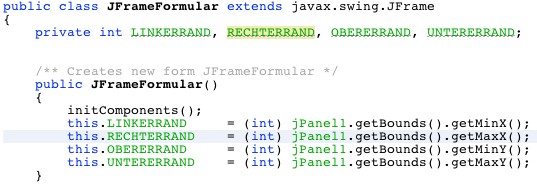 public class JFrameFormular extends javax.swing.JFrame
{
    private int LINKERRAND, RECHTERRAND, OBERERRAND, UNTERERRAND;
    /** Creates new form JFrameFormular */
    public JFrameFormular()
    {
        initComponents();
        this.LINKERRAND     = (int) jPanel1.getBounds().getMinX();
        this.RECHTERRAND    = (int) jPanel1.getBounds().getMaxX();
        this.OBERERRAND     = (int) jPanel1.getBounds().getMinY();
        this.UNTERERRAND    = (int) jPanel1.getBounds().getMaxY();
    }